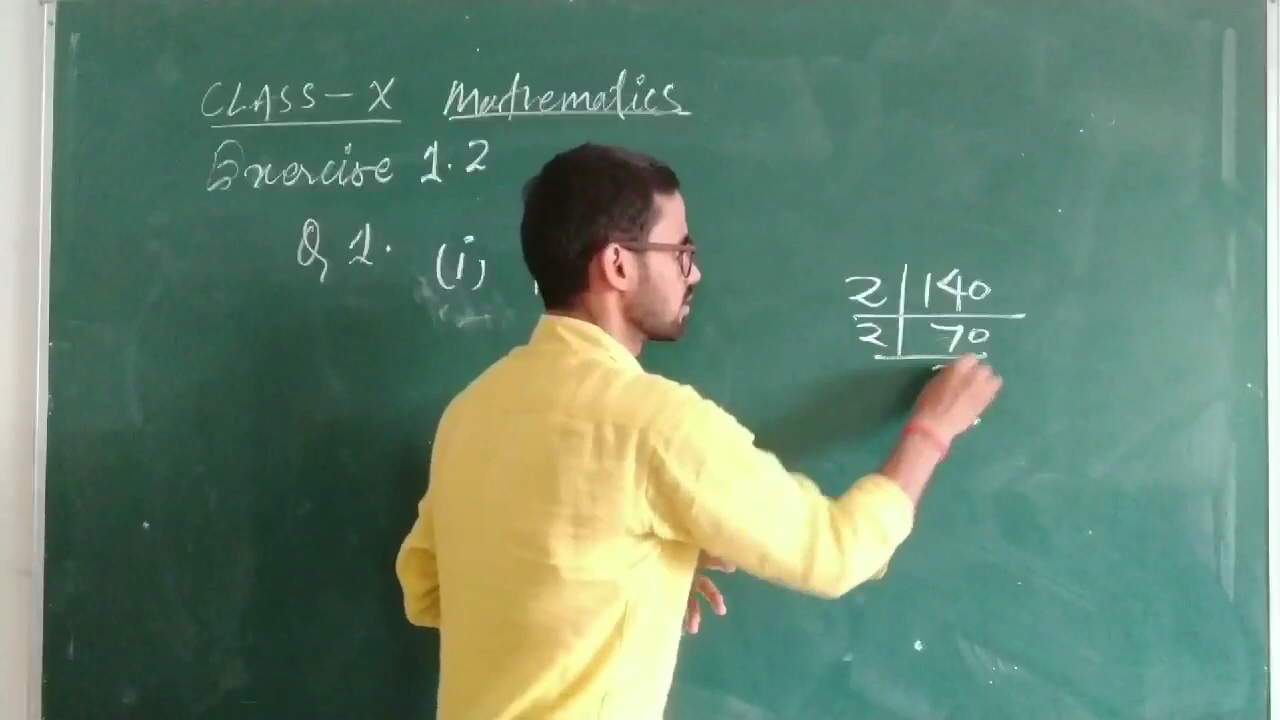 CLASS - X Mathematics
Exercise 1.2
Q 1. (i)
2 | 140
2 | 70